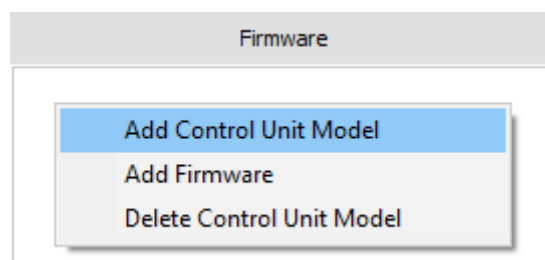 Firmware
Add Control Unit Model
Add Firmware
Delete Control Unit Model